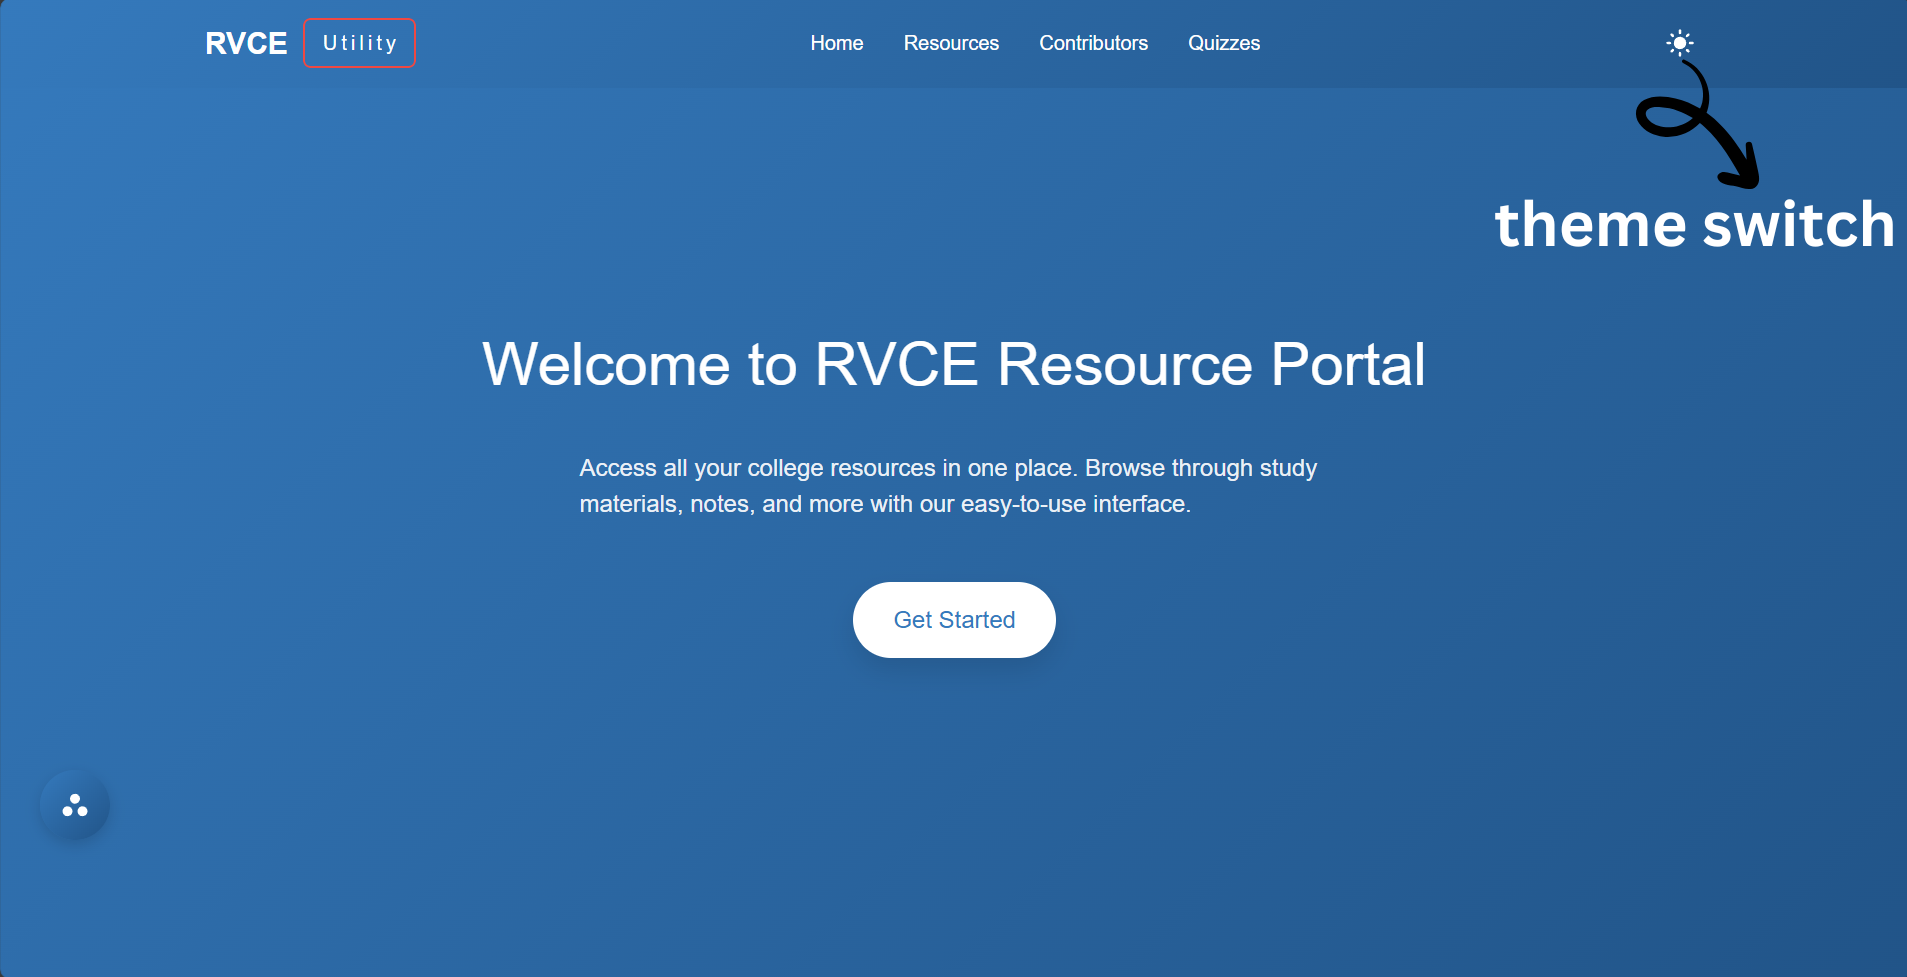 RVCE Utility Home Resources Contributors Quizzes
theme switch
Welcome to RVCE Resource Portal
Access all your college resources in one place. Browse through study
materials, notes, and more with our easy-to-use interface.
Get Started